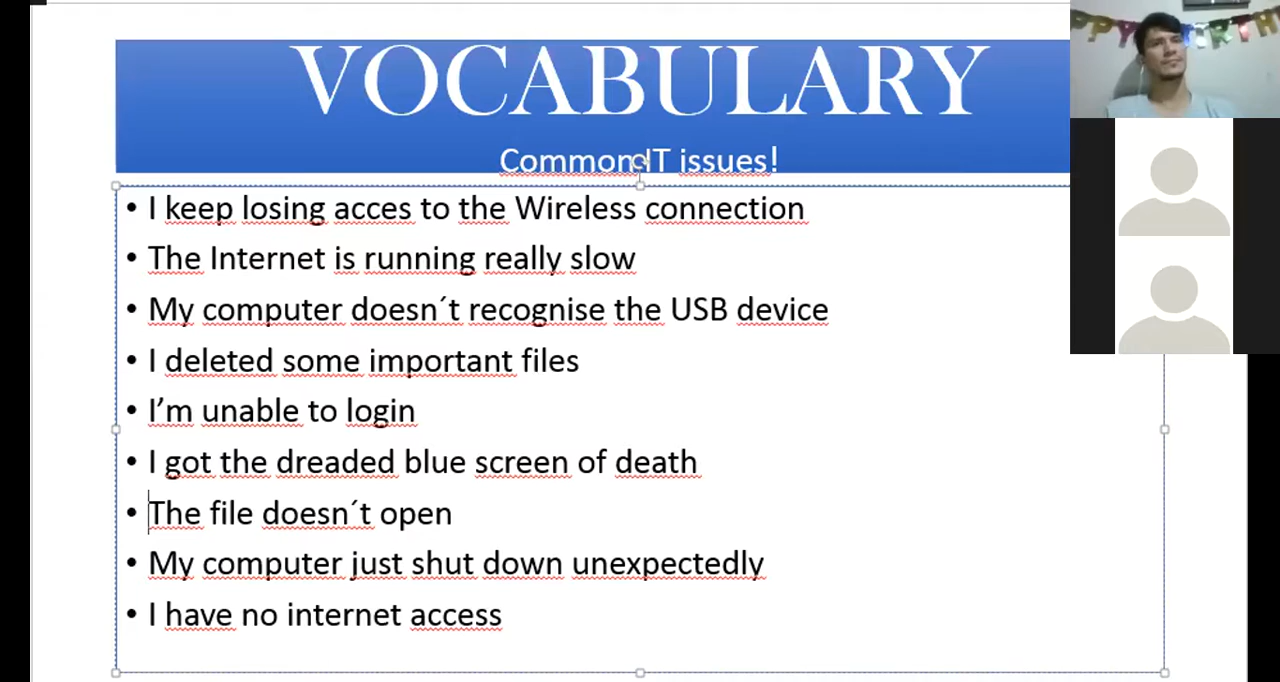 VOCABULARY
Common IT issues!
• I keep losing acces to the Wireless connection
• The Internet is running really slow
• My computer doesn´t recognise the USB device
• I deleted some important files
• I’m unable to login
• I got the dreaded blue screen of death
• The file doesn´t open
• My computer just shut down unexpectedly
• I have no internet access